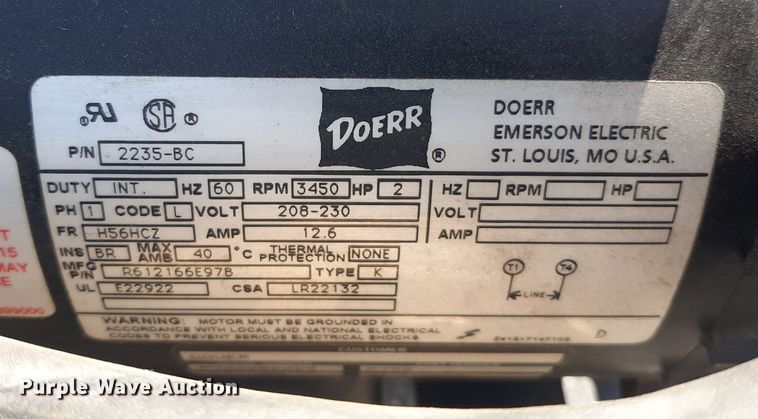 DOERR ®
DOERR
EMERSON ELECTRIC
ST. LOUIS, MO U.S.A.
P/N 2235-BC
DUTY INT. HZ 60 RPM 3450 HP 2 HZ RPM HP
PH 1 CODE L VOLT 208-230 VOLT
FR H56HCZ AMP 12.6 AMP
INS BR MAX AMB 40 °C THERMAL PROTECTION NONE
MFG P/N R612166E97B TYPE K
UL E22922 CSA LR22132
T1 T4
LINE
WARNING: MOTOR MUST BE GROUNDED IN
ACCORDANCE WITH LOCAL AND NATIONAL ELECTRICAL
CODES TO PREVENT SERIOUS ELECTRICAL SHOCKS.
D
CUSTOMER
MAY
Purple Wave Auction